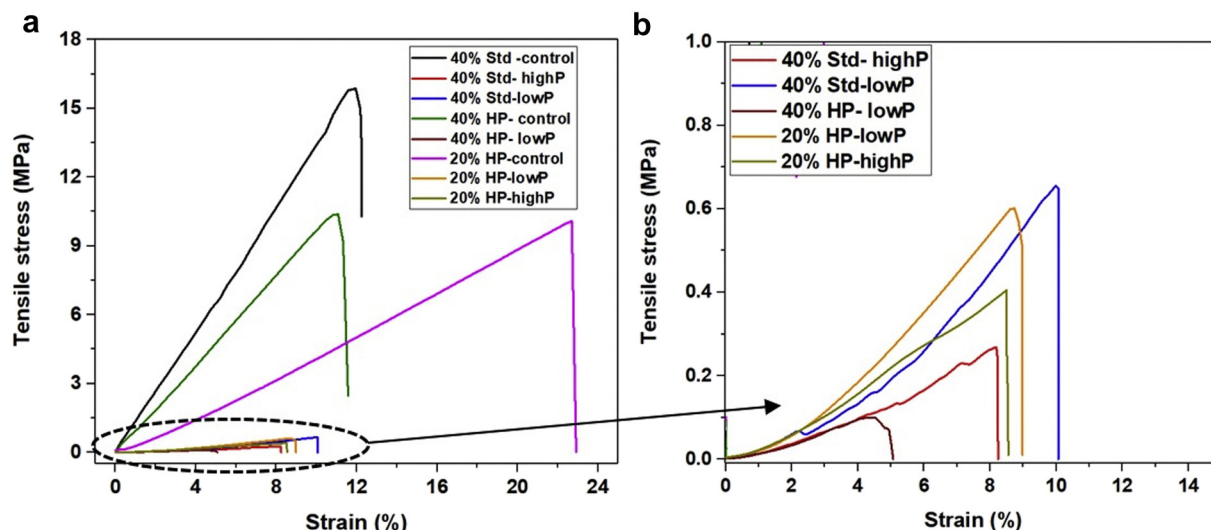 a
18
15
12
9
6
3
0
Tensile stress (MPa)
40% Std -control
40% Std- highP
40% Std-lowP
40% HP- control
40% HP- lowP
20% HP-control
20% HP-lowP
20% HP-highP
0 4 8 12 16 20 24
Strain (%)
b
1.0
0.8
0.6
0.4
0.2
0.0
Tensile stress (MPa)
40% Std- highP
40% Std-lowP
40% HP- lowP
20% HP-lowP
20% HP-highP
0 2 4 6 8 10 12 14
Strain (%)